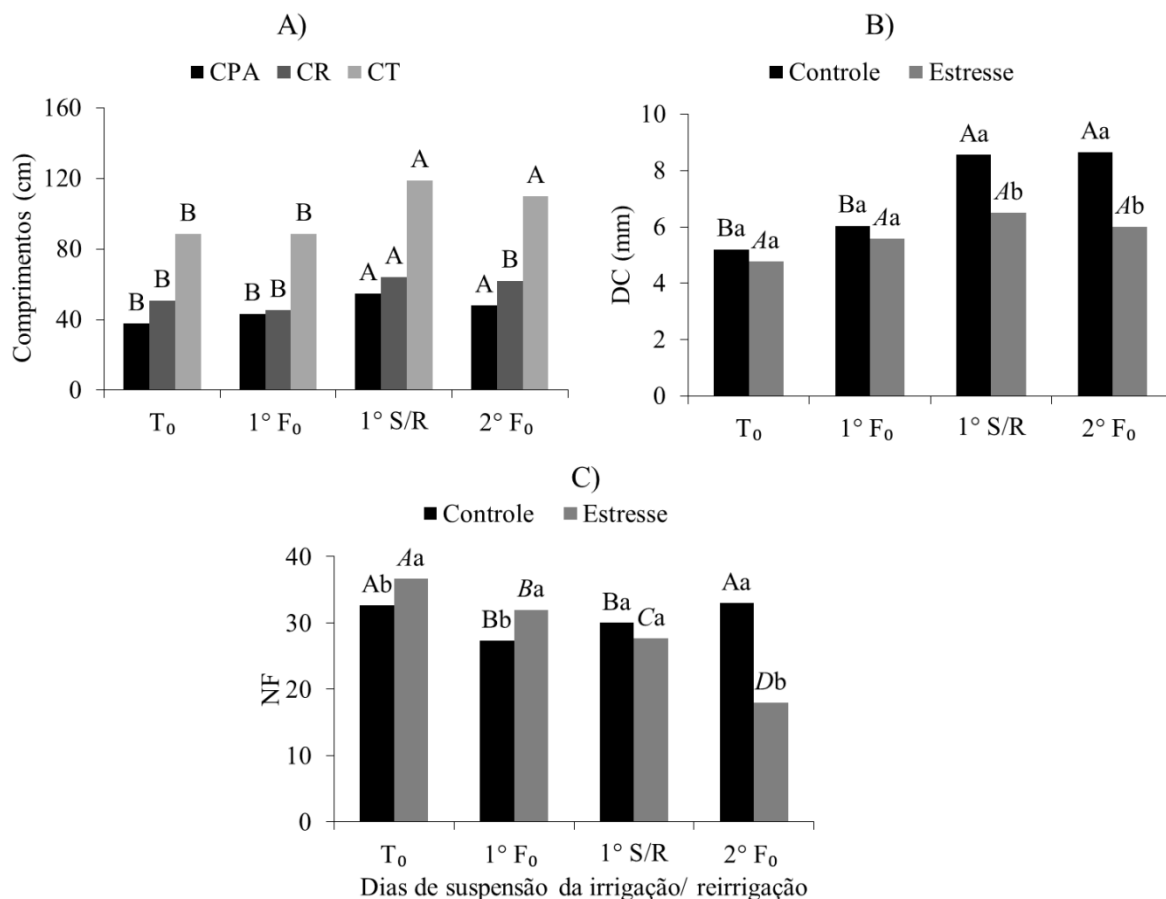 A)
CPA CR CT
Comprimentos (cm)
160
120
80
40
0
B B B
B B B
A A A
A B A
T₀ 1° F₀ 1° S/R 2° F₀
B)
Controle Estresse
DC (mm)
10
8
6
4
2
0
Ba Aa
Ba Aa
Aa Ab
Aa Ab
T₀ 1° F₀ 1° S/R 2° F₀
C)
Controle Estresse
NF
40
30
20
10
0
Ab Aa
Bb Ba
Ba Ca
Aa Db
T₀ 1° F₀ 1° S/R 2° F₀
Dias de suspensão da irrigação/ reirrigação